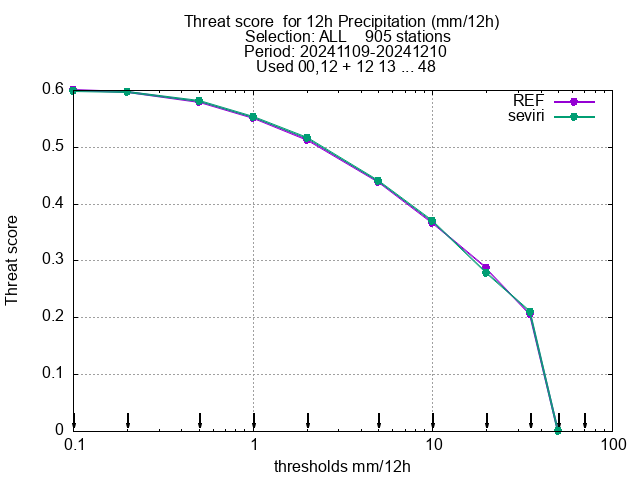 Threat score  for 12h Precipitation (mm/12h)
Selection: ALL    905 stations
Period: 20241109-20241210
Used 00,12 + 12 13 ... 48
REF
seviri
0.6
0.5
0.4
0.3
0.2
0.1
0
Threat score
0.1 1 10 100
thresholds mm/12h